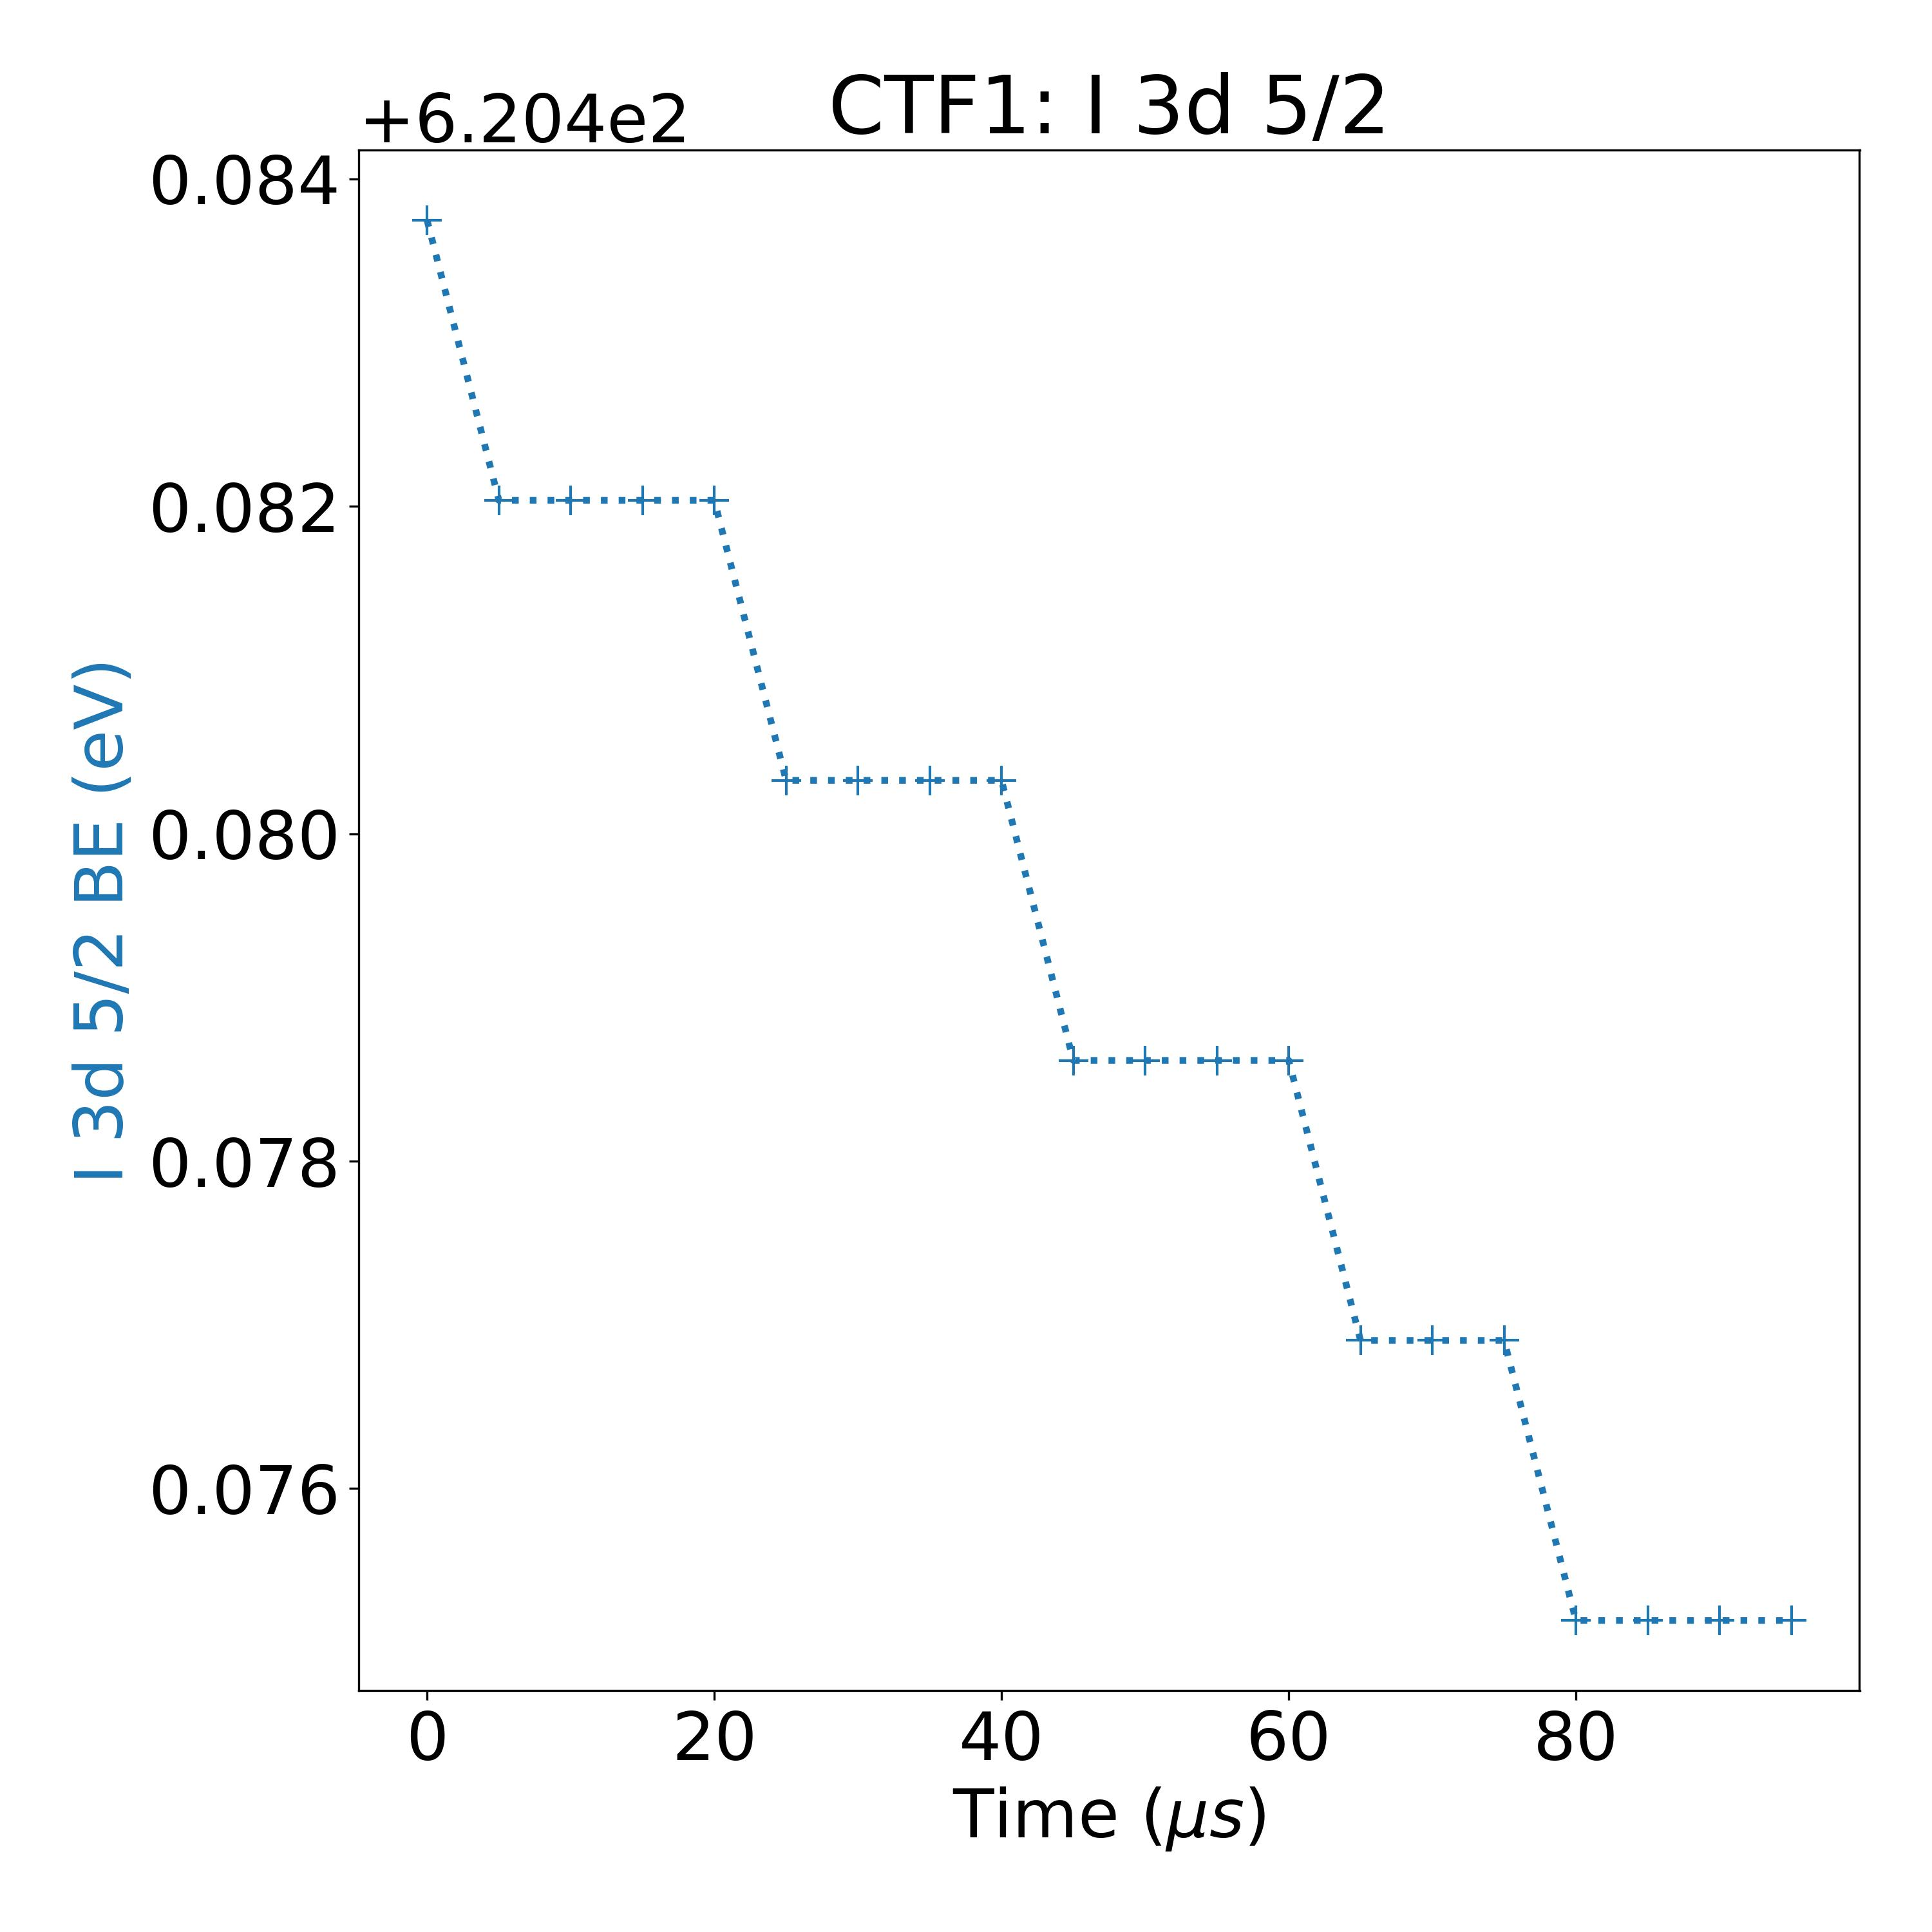 CTF1: I 3d 5/2
+6.204e2
0.084
0.082
0.080
0.078
0.076
I 3d 5/2 BE (eV)
0 20 40 60 80
Time (μs)